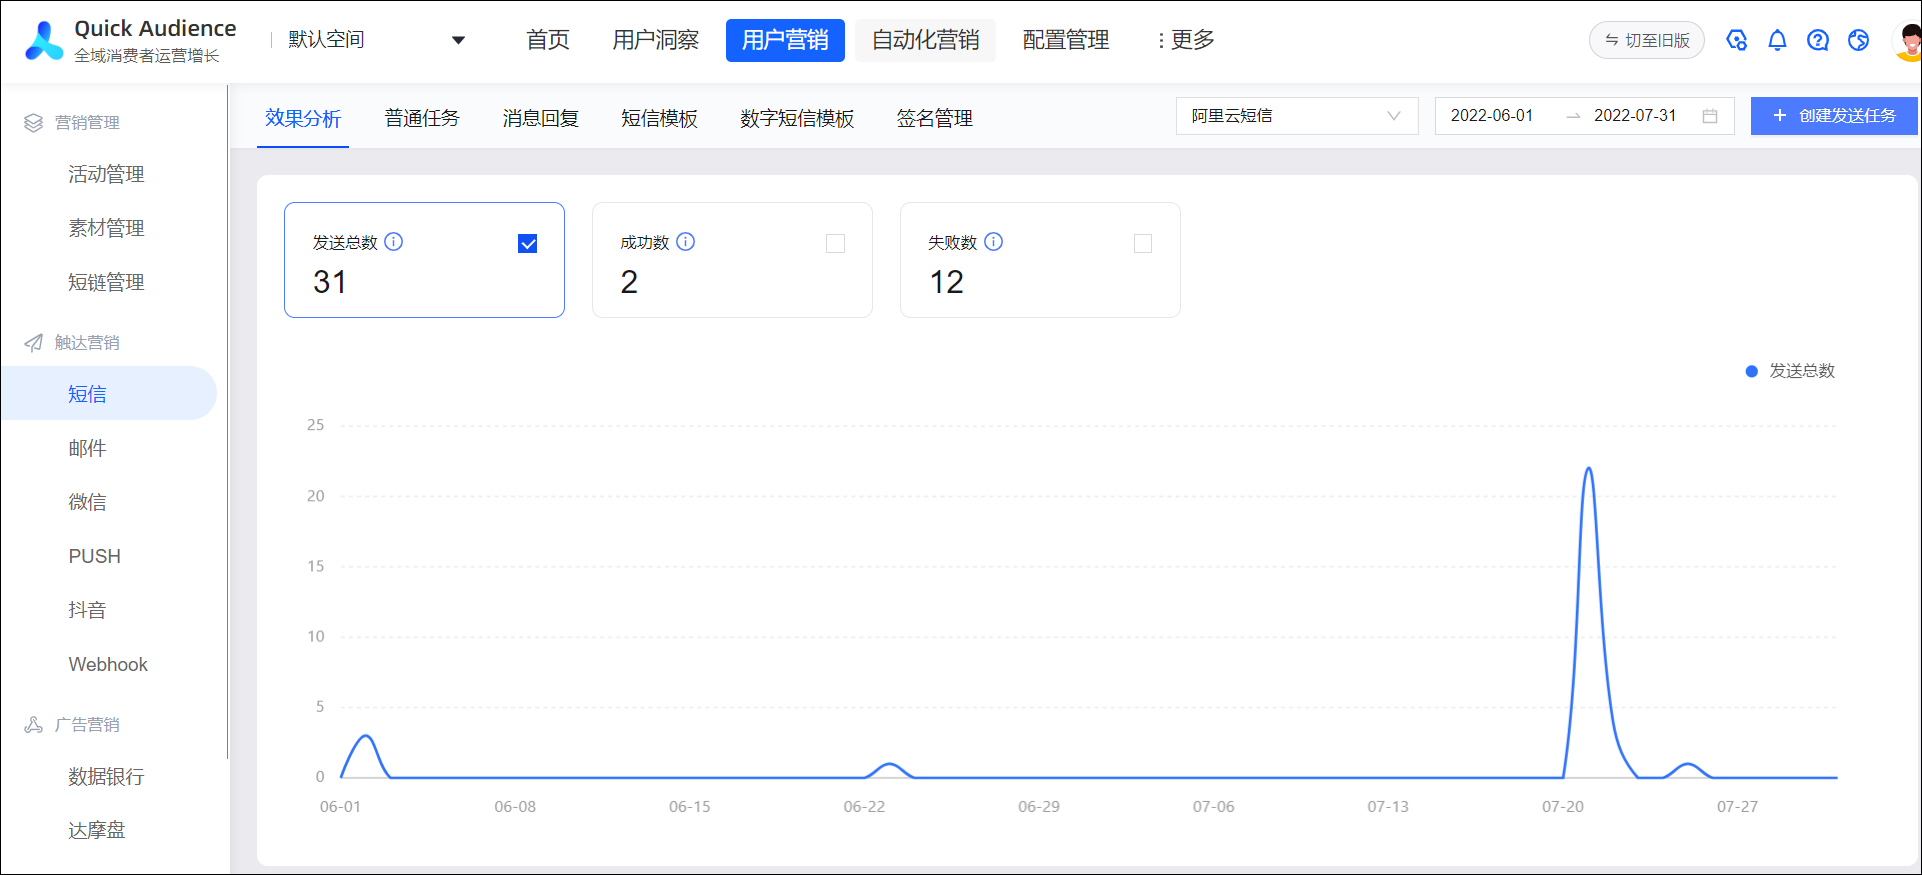 Quick Audience
全域消费者运营增长
默认空间
首页
用户洞察
用户营销
自动化营销
配置管理
更多
切至旧版
营销管理
活动管理
素材管理
短链管理
触达营销
短信
邮件
微信
PUSH
抖音
Webhook
广告营销
数据银行
达摩盘
效果分析
普通任务
消息回复
短信模板
数字短信模板
签名管理
阿里云短信
2022-06-01
2022-07-31
+ 创建发送任务
发送总数
31
成功数
2
失败数
12
发送总数
25
20
15
10
5
0
06-01
06-08
06-15
06-22
06-29
07-06
07-13
07-20
07-27